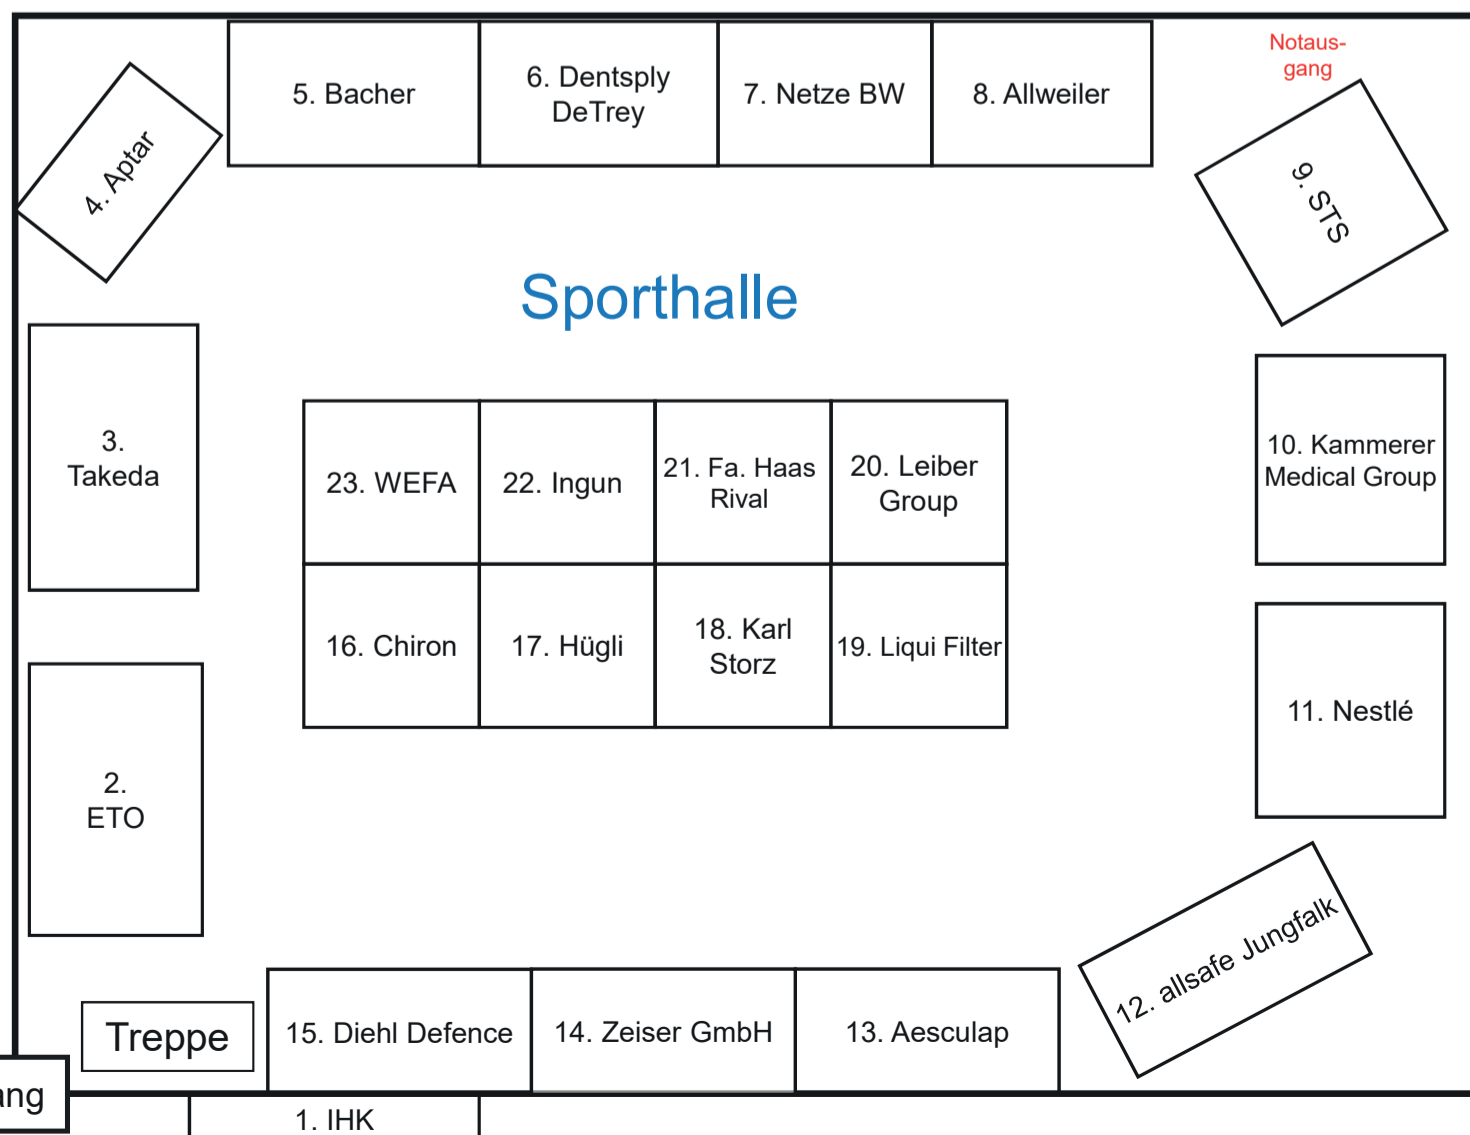 Notaus-
gang
5. Bacher
6. Dentsply
DeTrey
7. Netze BW
8. Allweiler
4. Aptar
9. STS
Sporthalle
3.
Takeda
23. WEFA
22. Ingun
21. Fa. Haas
Rival
20. Leiber
Group
10. Kammerer
Medical Group
16. Chiron
17. Hügli
18. Karl
Storz
19. Liqui Filter
11. Nestlé
2.
ETO
12. allsafe Jungfalk
Treppe
15. Diehl Defence
14. Zeiser GmbH
13. Aesculap
ang
1. IHK